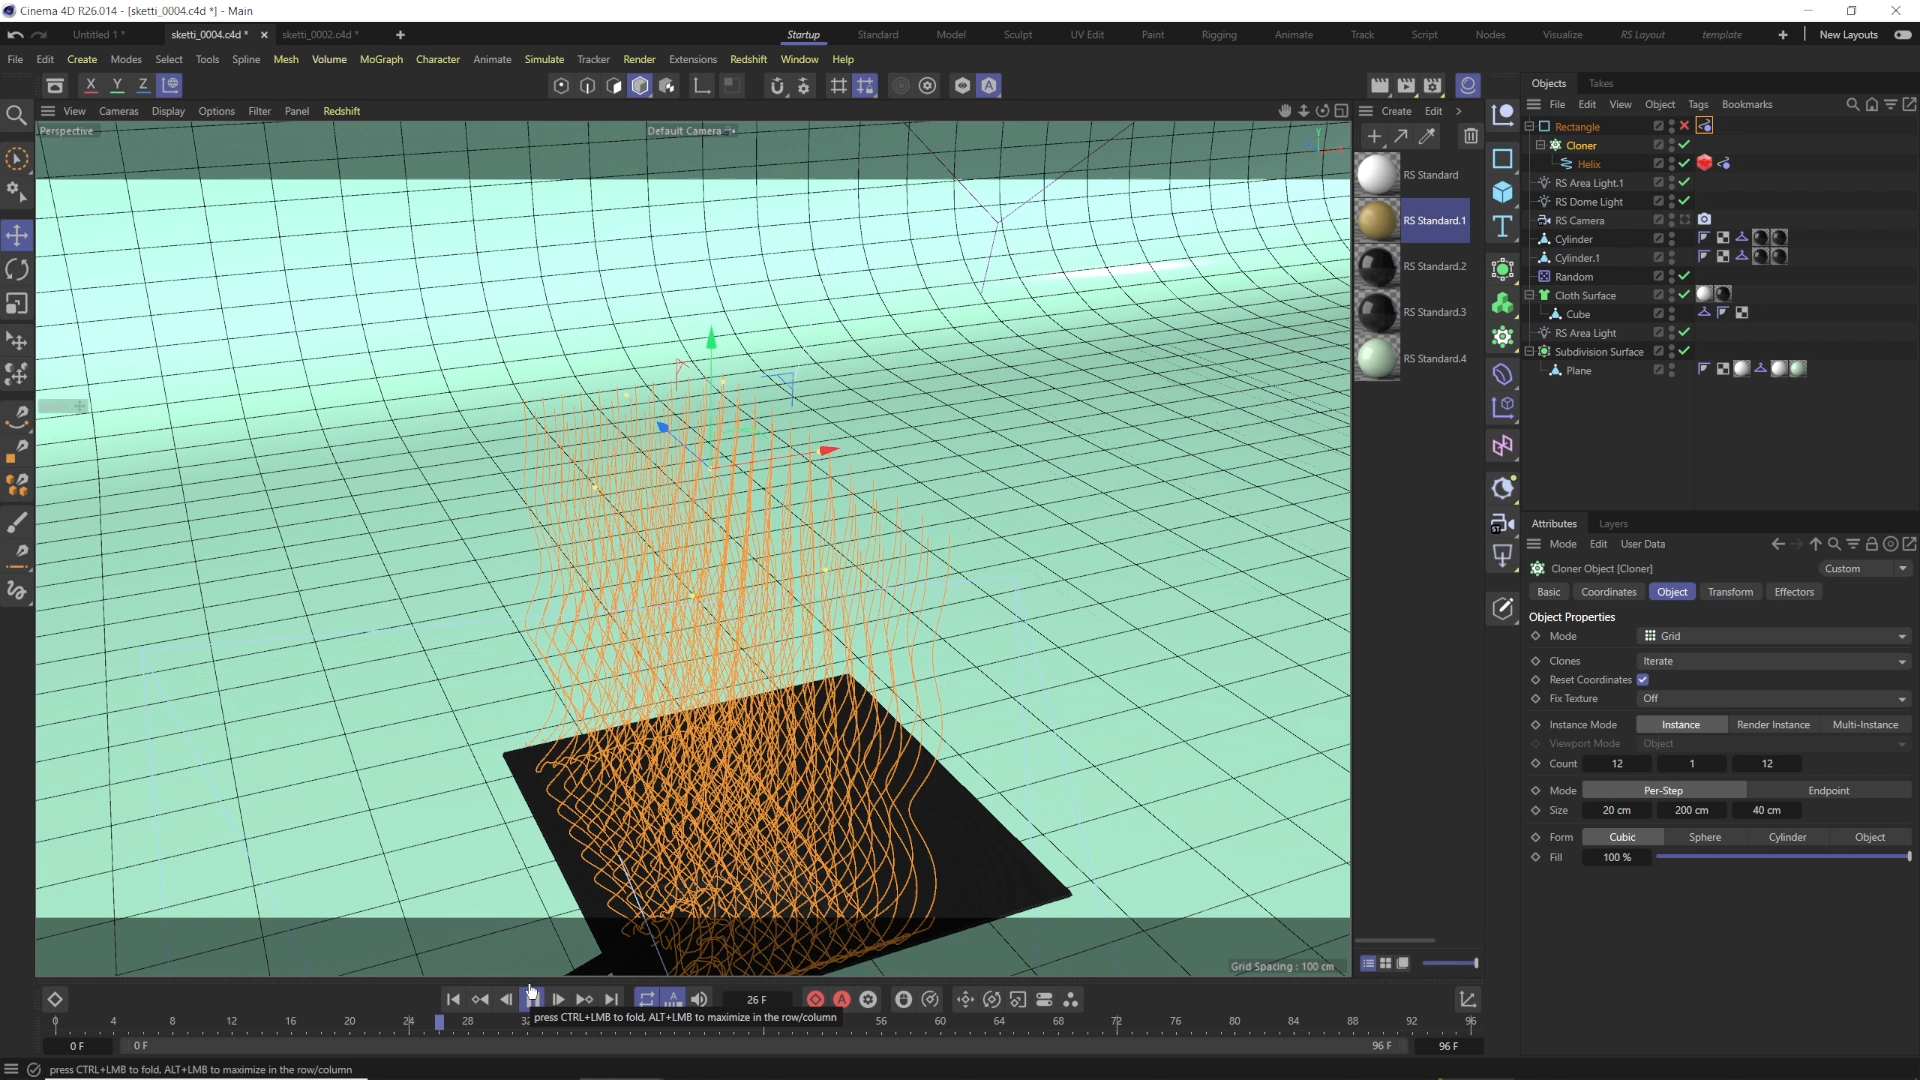 Cinema 4D R26.014 - [sketti_0004.c4d *] - Main
Untitled 1 *
sketti_0004.c4d *
sketti_0002.c4d *
Startup Standard Model Sculpt UV Edit Paint Rigging Animate Track Script Nodes Visualize RS Layout template New Layouts
File Edit Create Modes Select Tools Spline Mesh Volume MoGraph Character Animate Simulate Tracker Render Extensions Redshift Window Help
X Y Z
View Cameras Display Options Filter Panel Redshift
Perspective
Default Camera
Y
Grid Spacing : 100 cm
Create Edit
RS Standard
RS Standard.1
RS Standard.2
RS Standard.3
RS Standard.4
Objects Takes
File Edit View Object Tags Bookmarks
Rectangle
Cloner
Helix
RS Area Light.1
RS Dome Light
RS Camera
Cylinder
Cylinder.1
Random
Cloth Surface
Cube
RS Area Light
Subdivision Surface
Plane
Attributes Layers
Mode Edit User Data
Cloner Object [Cloner]
Custom
Basic Coordinates Object Transform Effectors
Object Properties
Mode Grid
Clones Iterate
Reset Coordinates
Fix Texture Off
Instance Mode Instance Render Instance Multi-Instance
Viewport Mode Object
Count 12 1 12
Mode Per-Step Endpoint
Size 20 cm 200 cm 40 cm
Form Cubic Sphere Cylinder Object
Fill 100 %
26 F
press CTRL+LMB to fold, ALT+LMB to maximize in the row/column
0 4 8 12 16 20 24 28 56 60 64 68 72 76 80 84 88 92 96
0 F 0 F 96 F 96 F
press CTRL+LMB to fold, ALT+LMB to maximize in the row/column